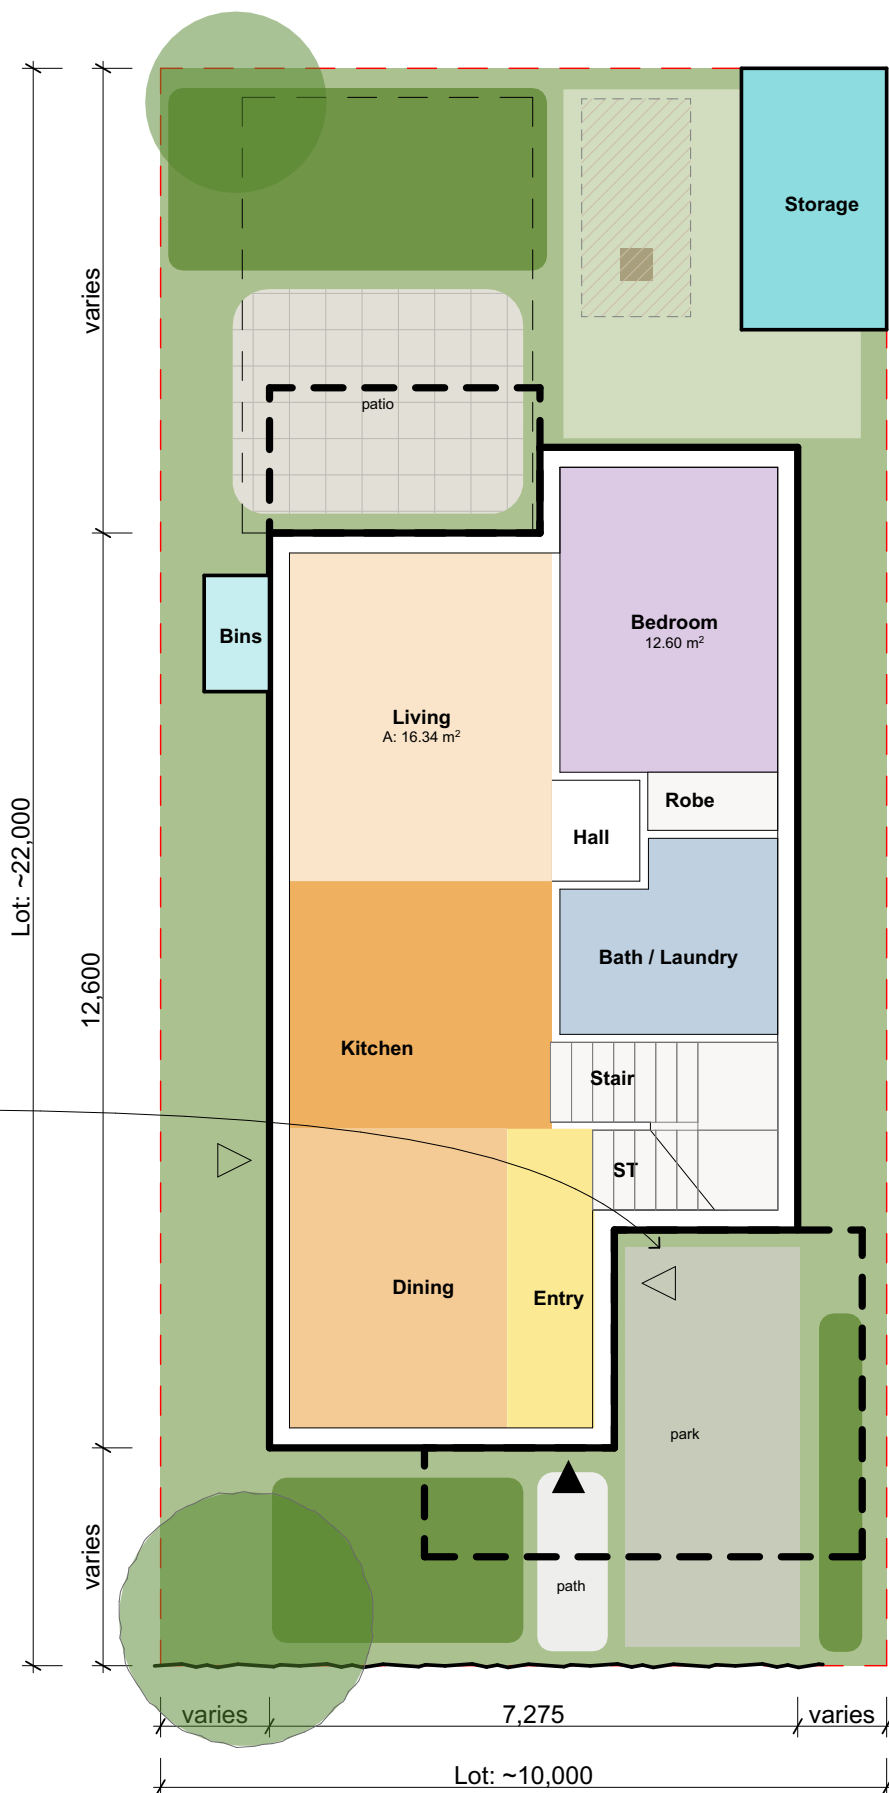 Storage
varies
patio
Bedroom
12.60 m²
Bins
Living
A: 16.34 m²
Robe
Hall
Lot: ~22,000
12,600
Bath / Laundry
Kitchen
Stair
ST
Dining
Entry
park
varies
path
varies
7,275
varies
Lot: ~10,000